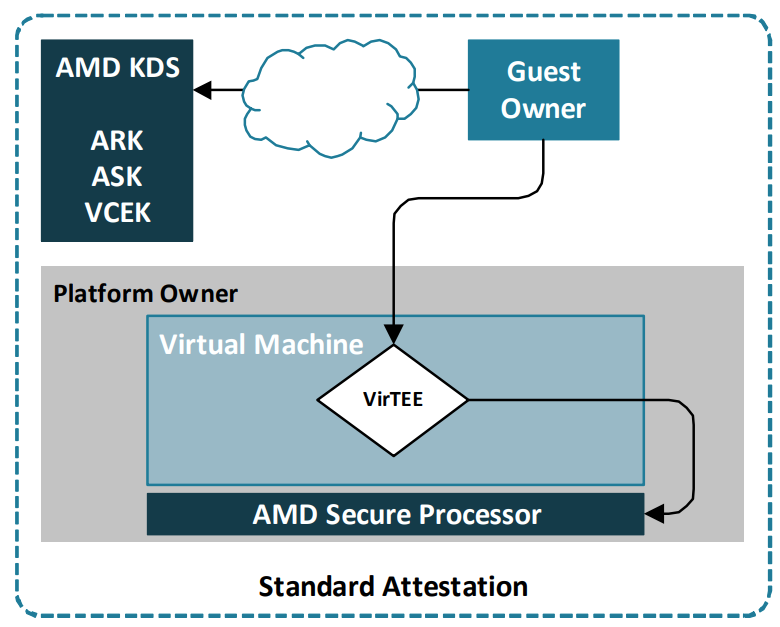 AMD KDS
ARK
ASK
VCEK
Guest
Owner
Platform Owner
Virtual Machine
VirTEE
AMD Secure Processor
Standard Attestation